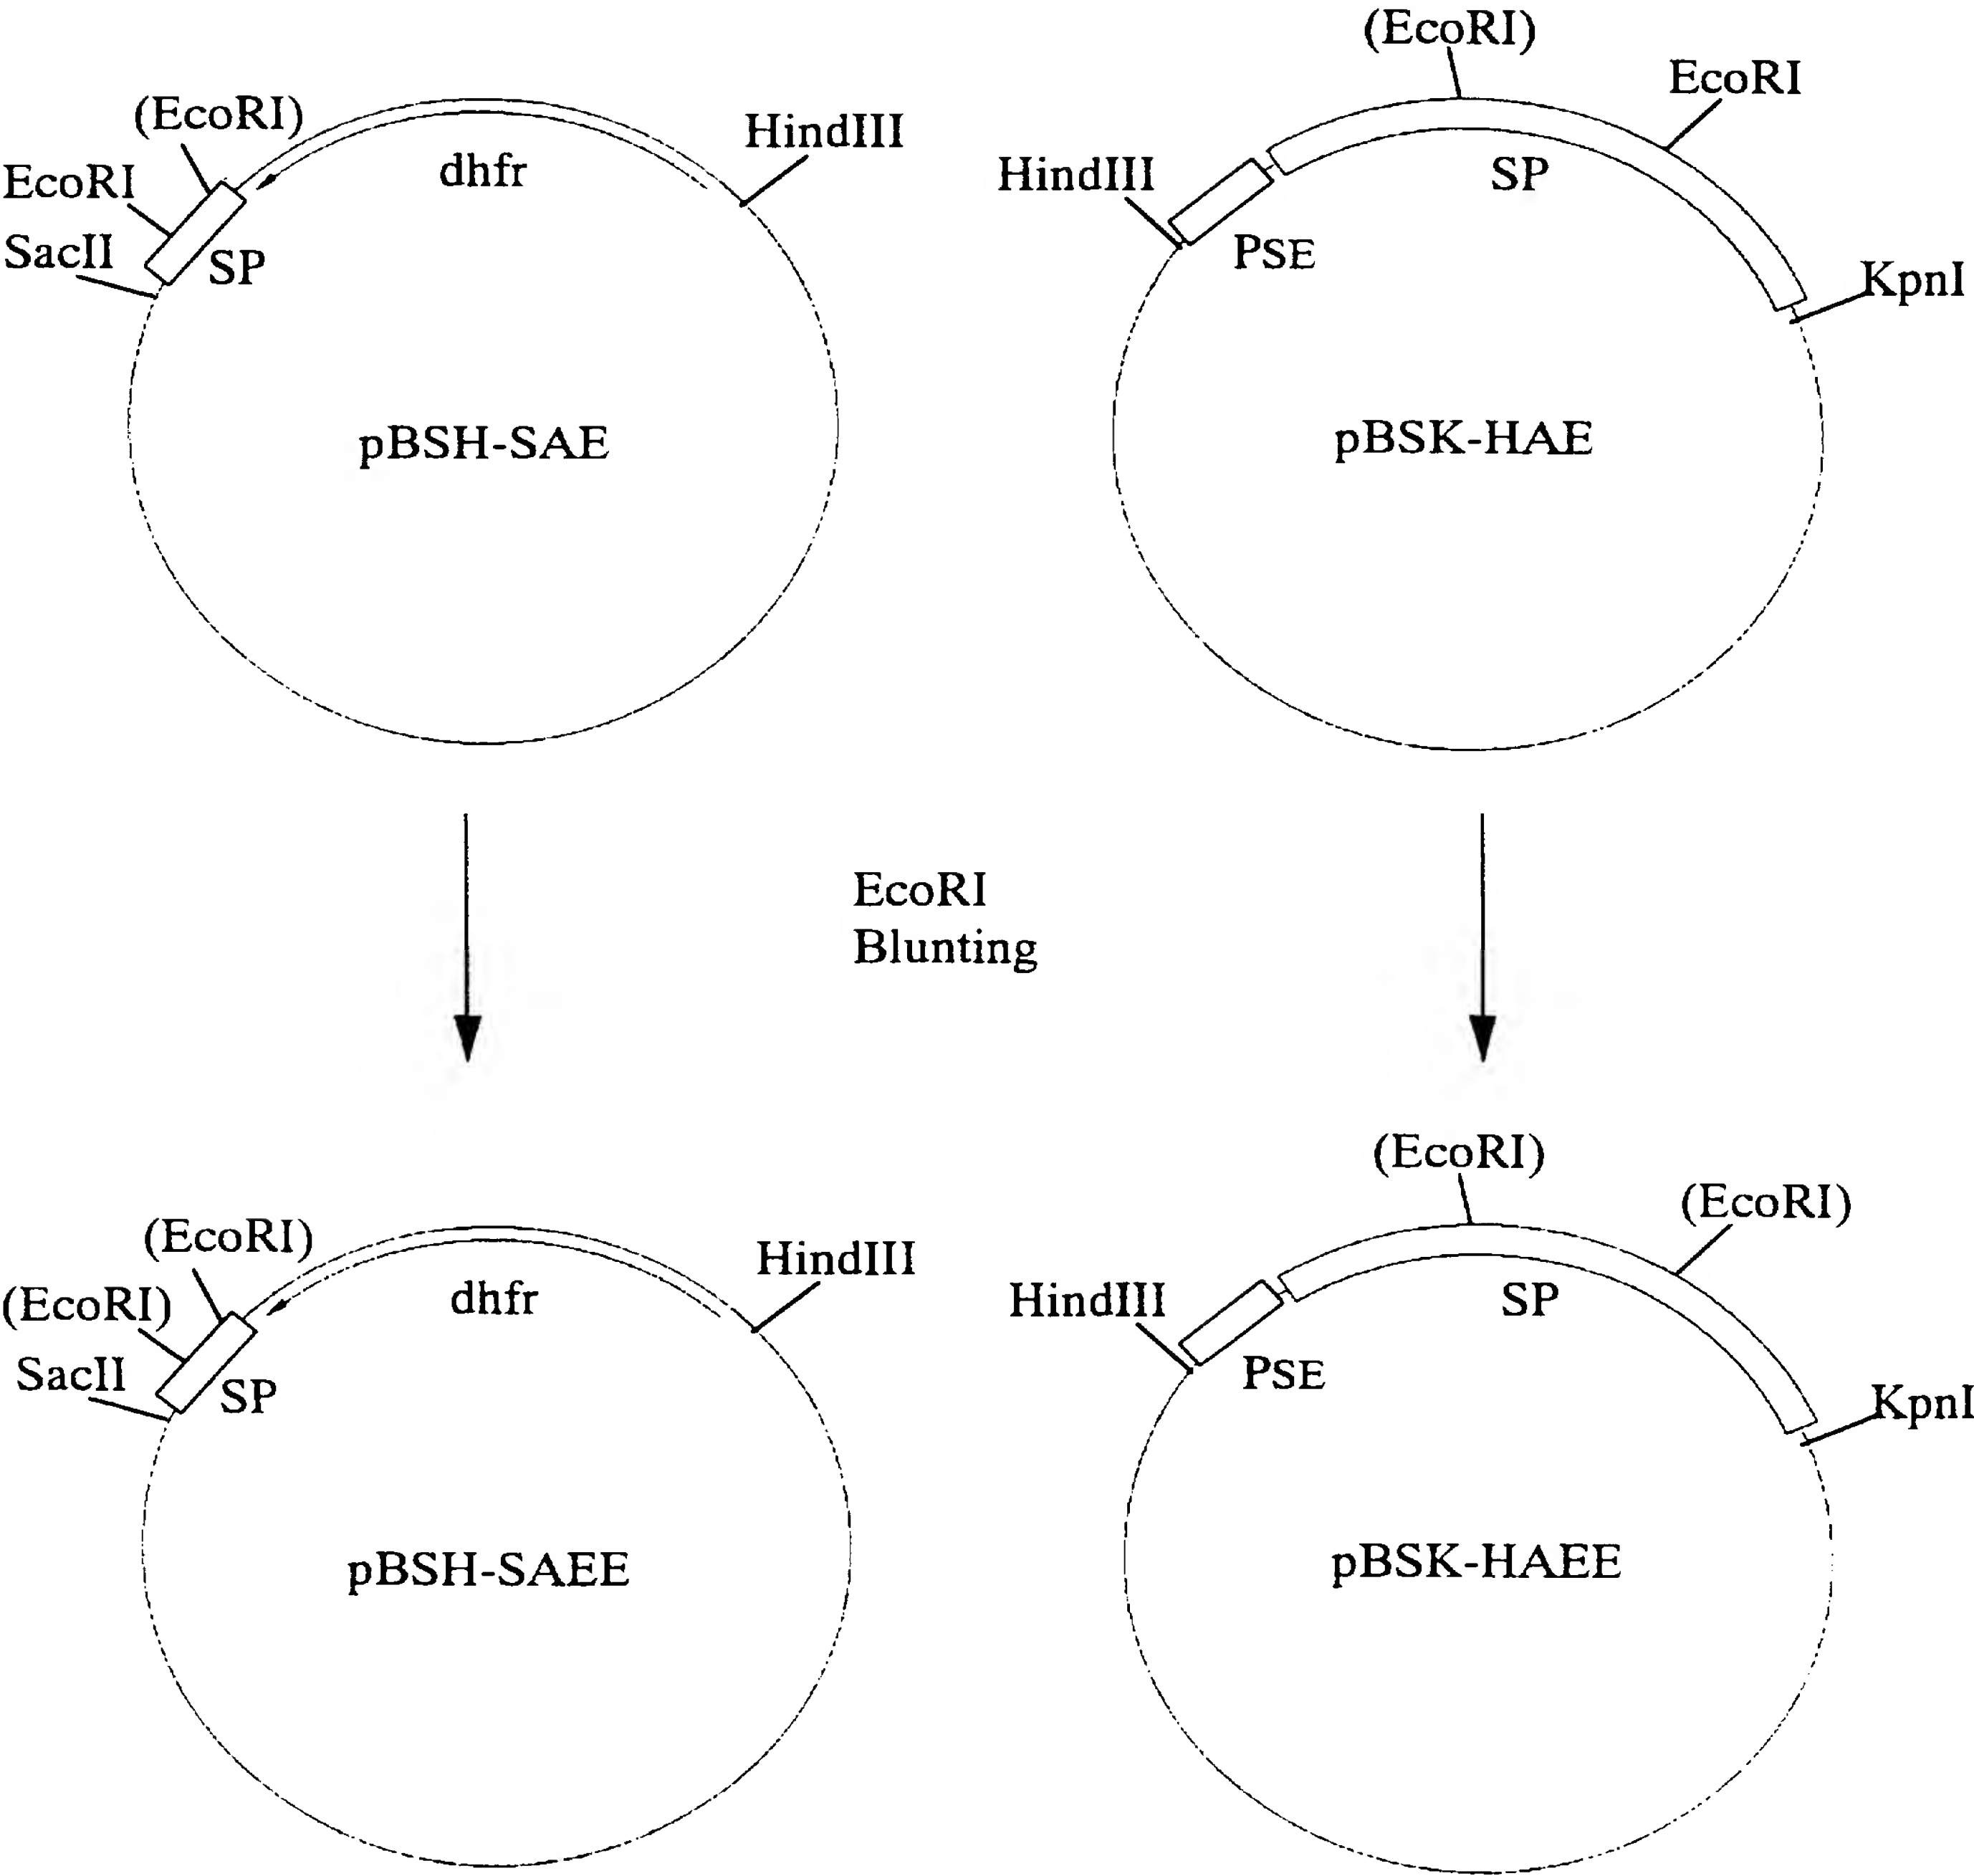 (EcoRI)
EcoRI
SacII
SP
dhfr
HindIII
pBSH-SAE
(EcoRI)
EcoRI
HindIII
SP
PSE
KpnI
pBSK-HAE
EcoRI
Blunting
(EcoRI)
(EcoRI)
SacII
SP
dhfr
HindIII
pBSH-SAEE
(EcoRI)
(EcoRI)
HindIII
SP
PSE
KpnI
pBSK-HAEE